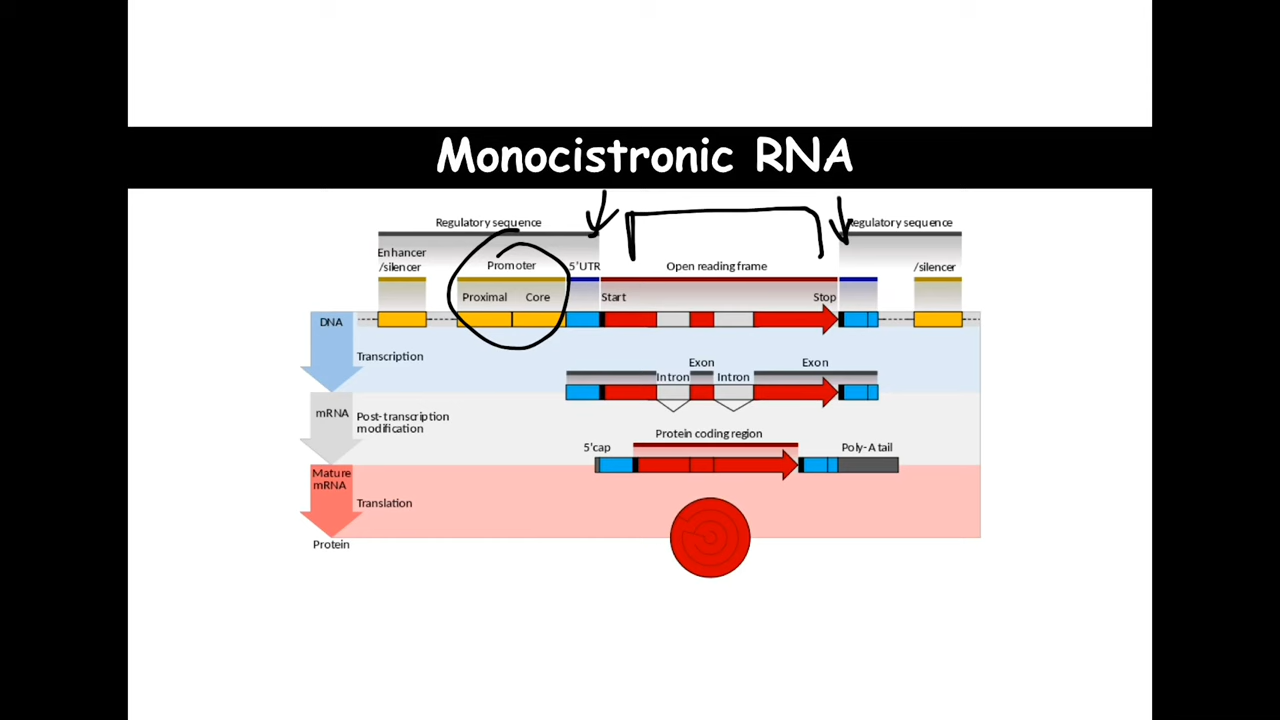 Monocistronic RNA
Regulatory sequence
egulatory sequence
Enhancer
/silencer
Promoter
5'UTR
Open reading frame
/silencer
Proximal
Core
Start
Stop
DNA
Transcription
Exon
Exon
Intron
Intron
mRNA
Post-transcription
modification
Protein coding region
5'cap
Poly-A tail
Mature
mRNA
Translation
Protein